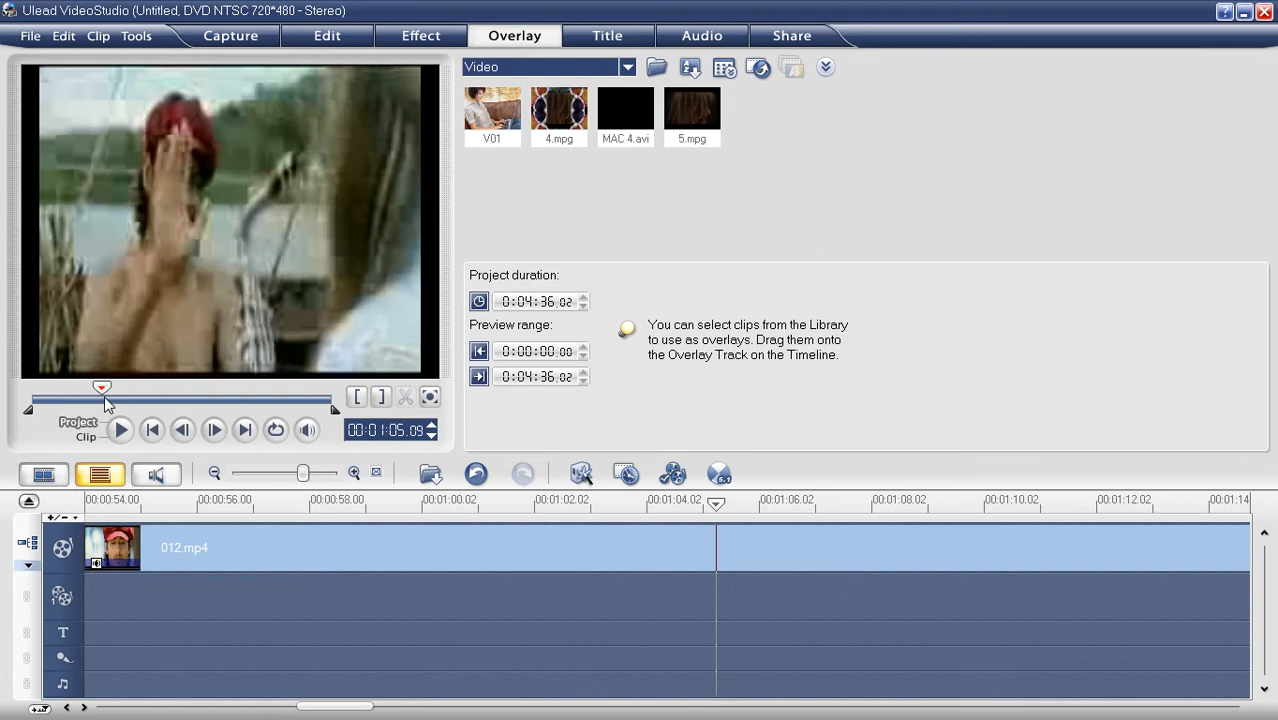 Ulead VideoStudio (Untitled, DVD NTSC 720*480 - Stereo)
File Edit Clip Tools Capture Edit Effect Overlay Title Audio Share
Video
V01 4.mpg MAC 4.avi 5.mpg
Project duration:
0:04:36.02
Preview range:
0:00:00.00
0:04:36.02
You can select clips from the Library
to use as overlays. Drag them onto
the Overlay Track on the Timeline.
Project
Clip
00:01:05.09
00:00:54.00 00:00:56.00 00:00:58.00 00:01:00.02 00:01:02.02 00:01:04.02 00:01:06.02 00:01:08.02 00:01:10.02 00:01:12.02 00:01:14
012.mp4
1
T